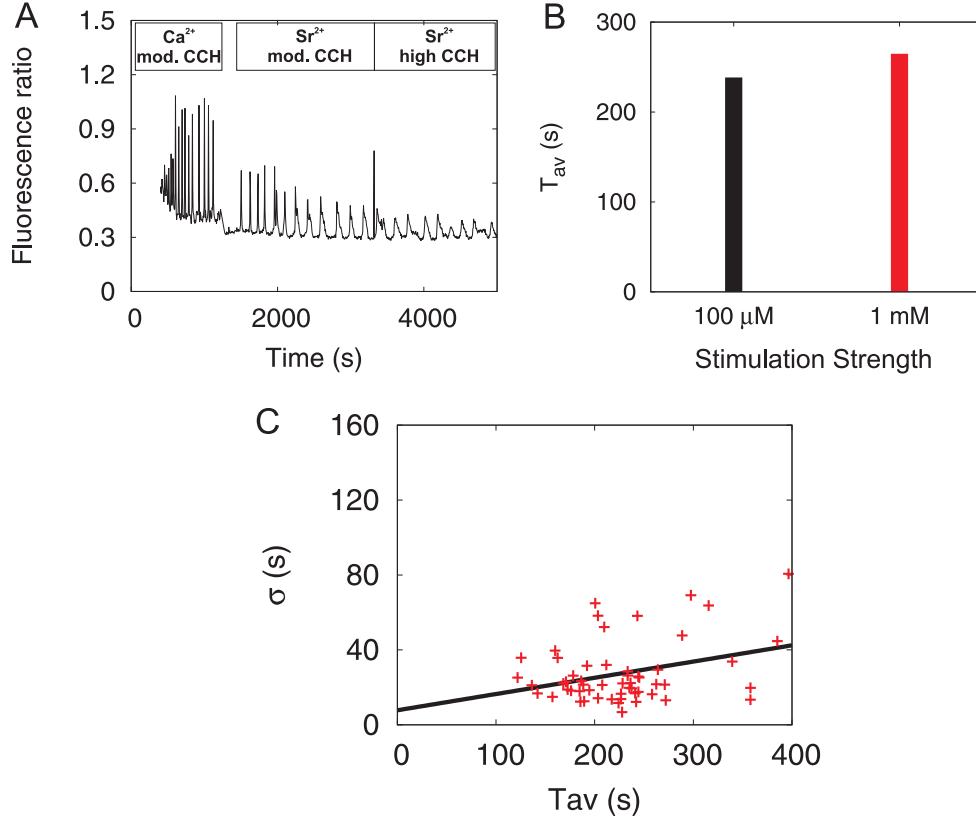 A
Fluorescence ratio
1.5
1.2
0.9
0.6
0.3
0
Ca²⁺
mod. CCH
Sr²⁺
mod. CCH
Sr²⁺
high CCH
0 2000 4000
Time (s)
B
T_av (s)
300
200
100
0
100 μM 1 mM
Stimulation Strength
C
σ (s)
160
120
80
40
0
0 100 200 300 400
Tav (s)